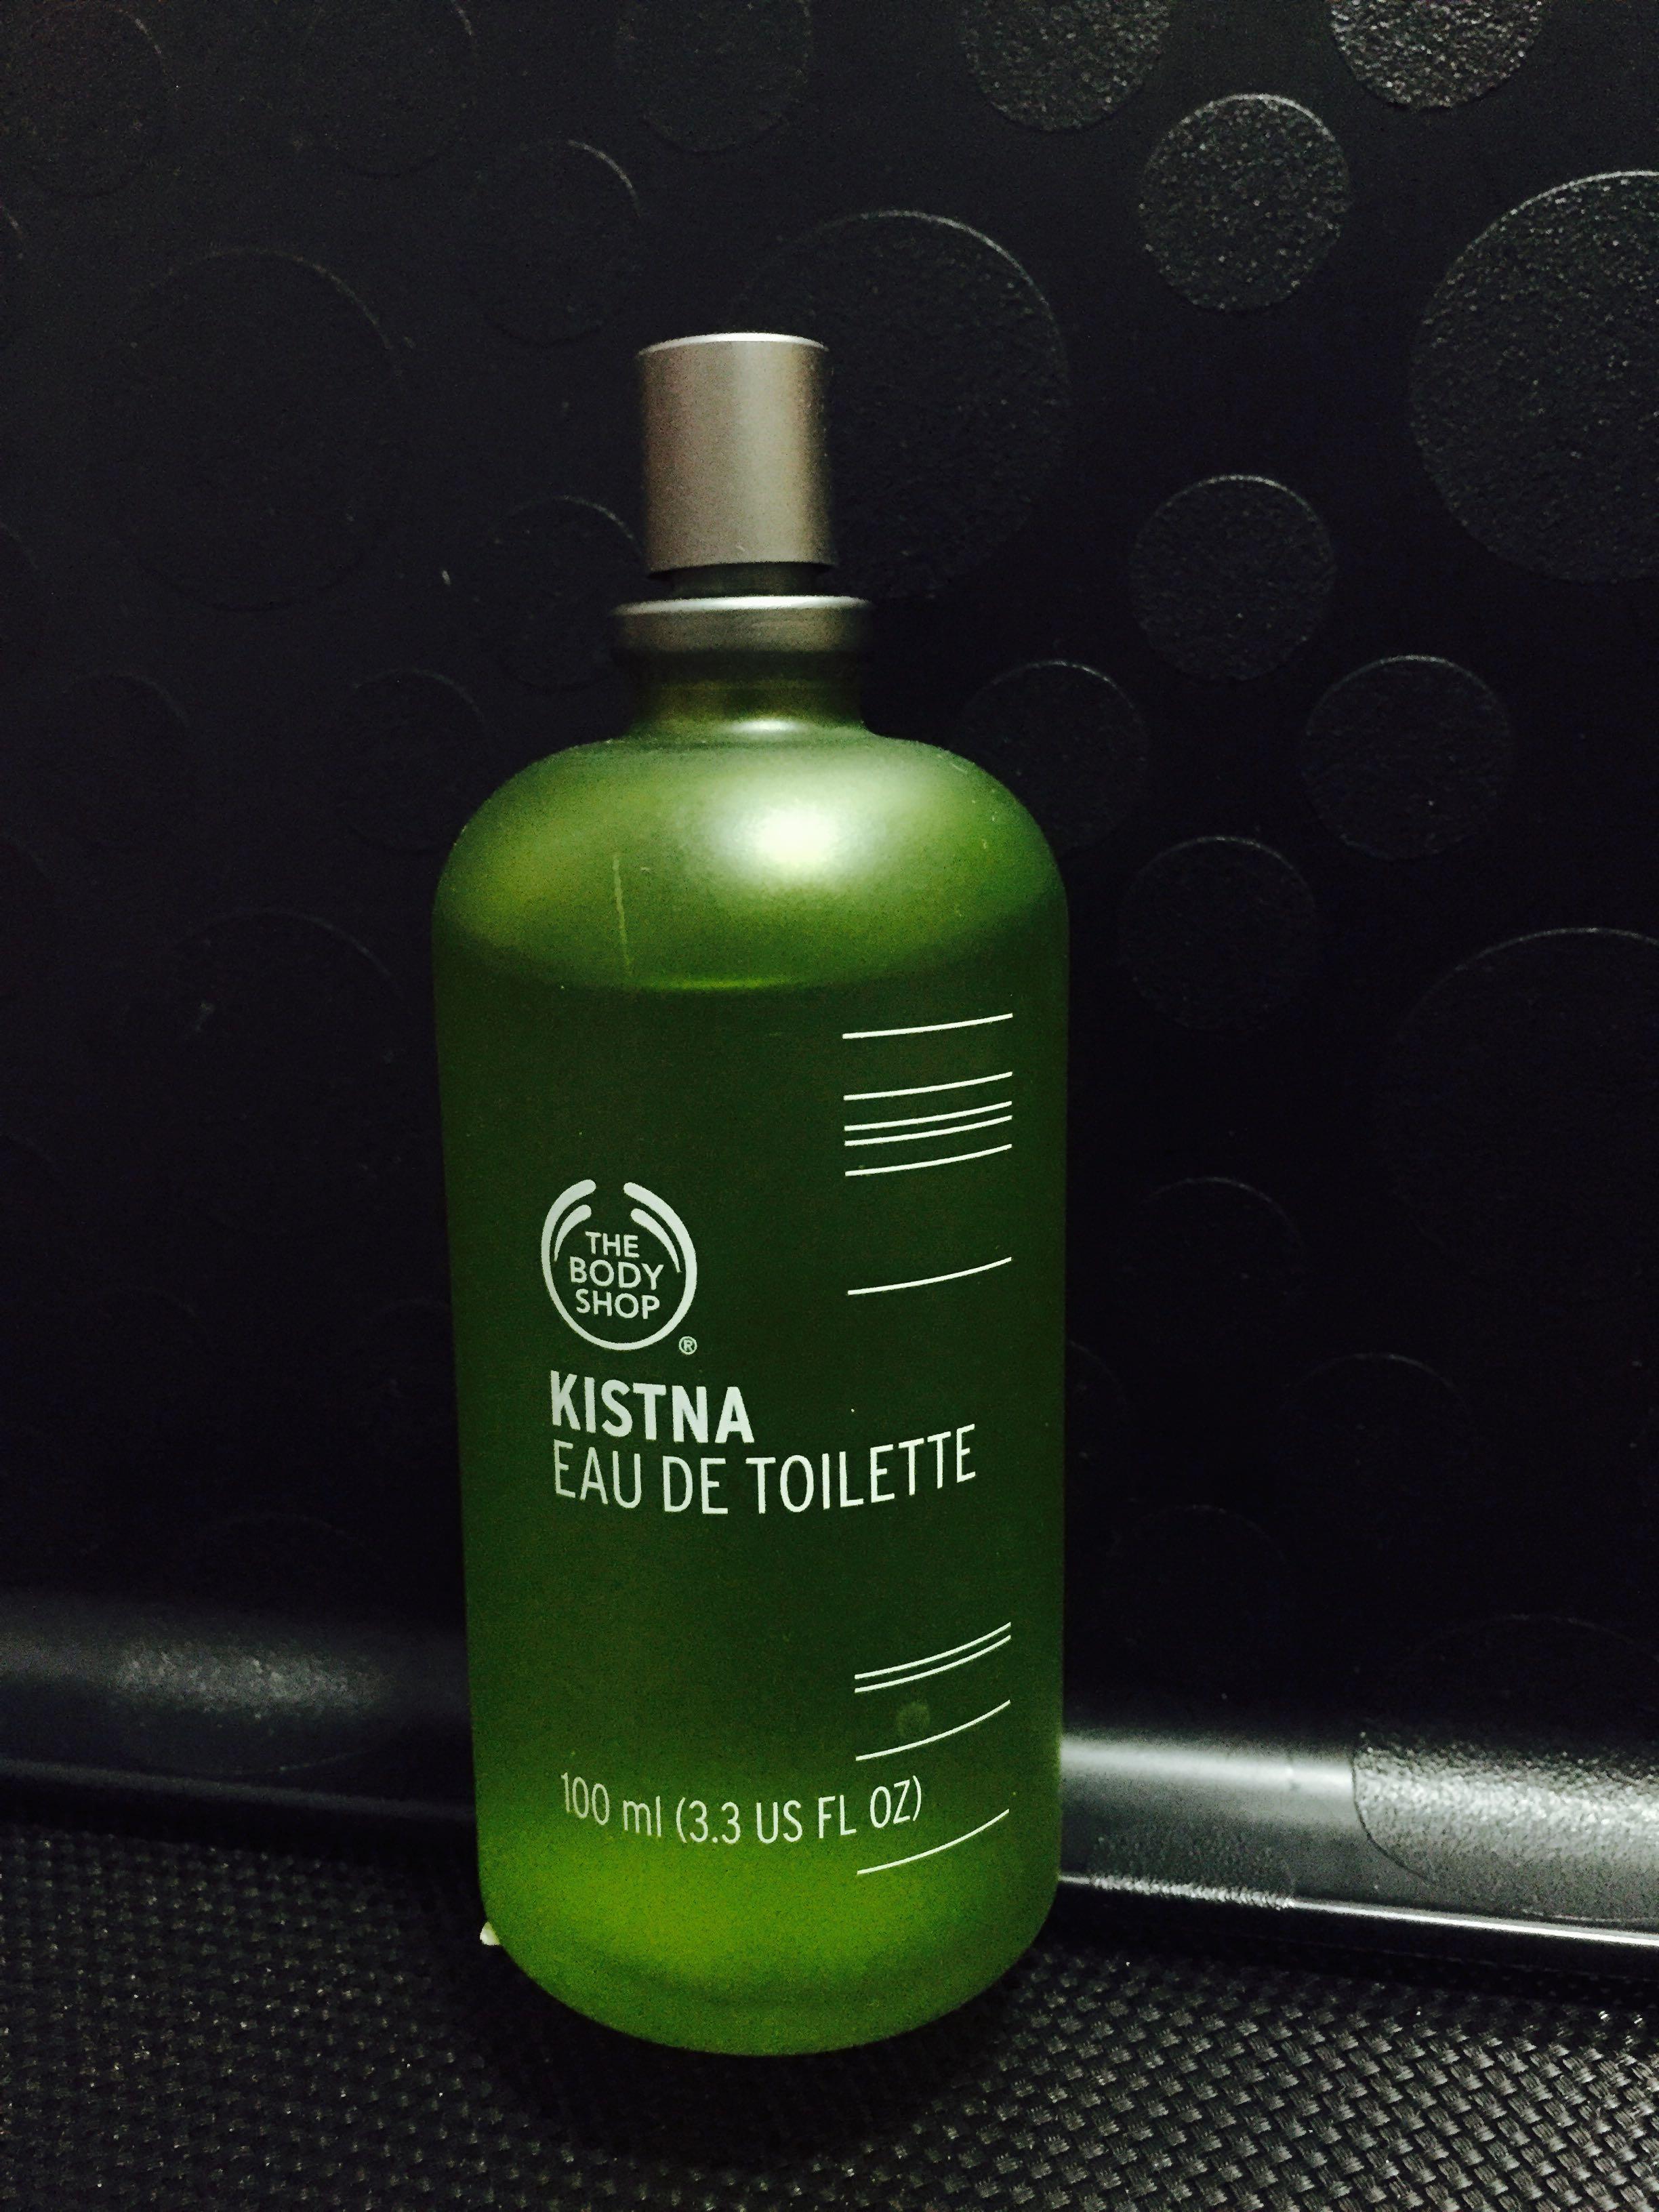 THE
BODY
SHOP
®
KISTNA
EAU DE TOILETTE
100 ml (3.3 US FL OZ)